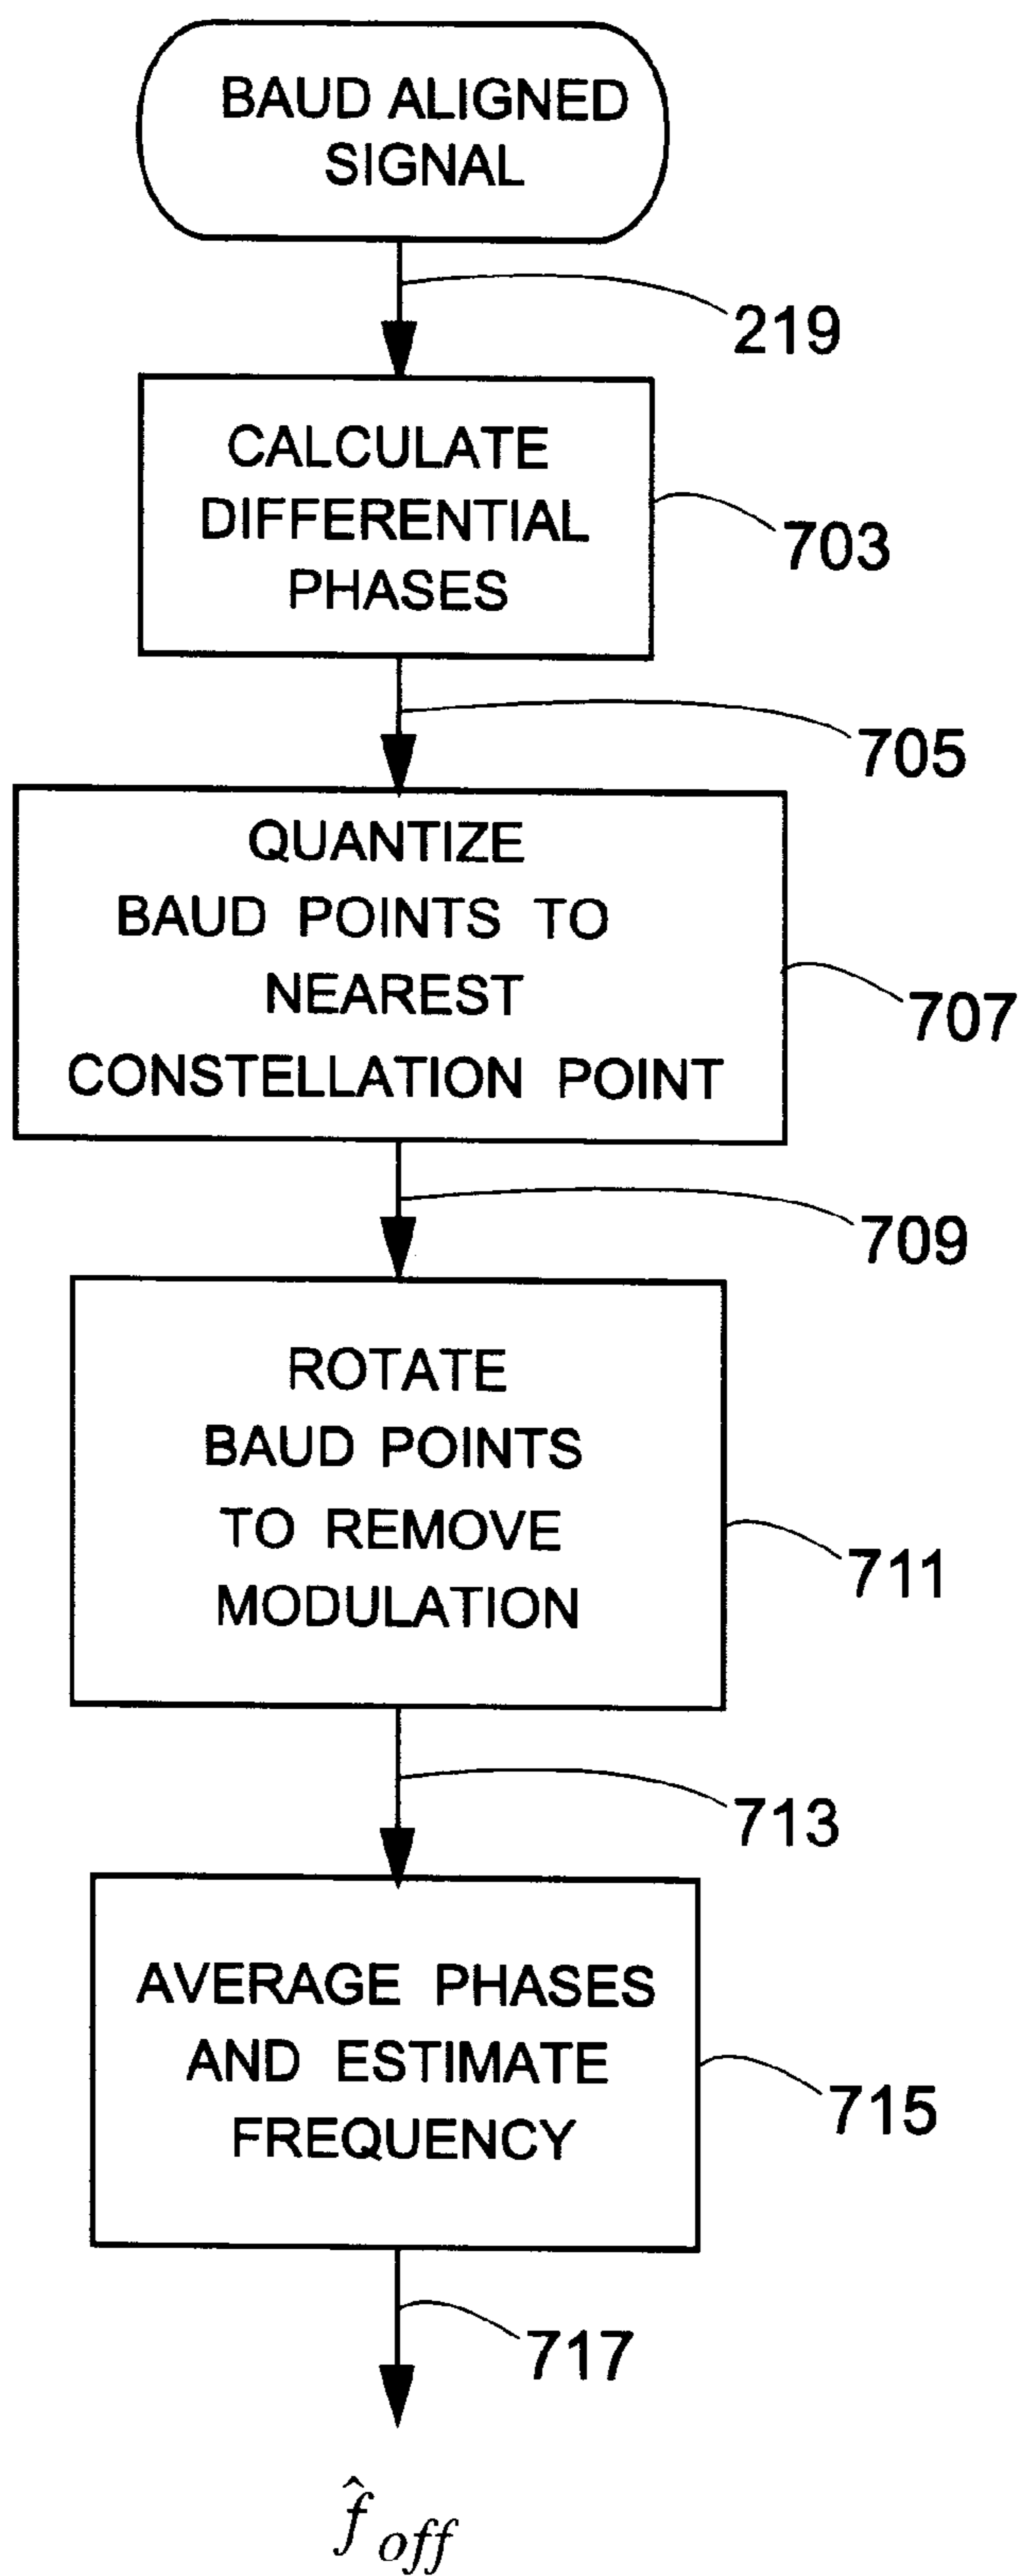 BAUD ALIGNED
SIGNAL
219
CALCULATE
DIFFERENTIAL
PHASES
703
705
QUANTIZE
BAUD POINTS TO
NEAREST
CONSTELLATION POINT
707
709
ROTATE
BAUD POINTS
TO REMOVE
MODULATION
711
713
AVERAGE PHASES
AND ESTIMATE
FREQUENCY
715
717
f̂ off